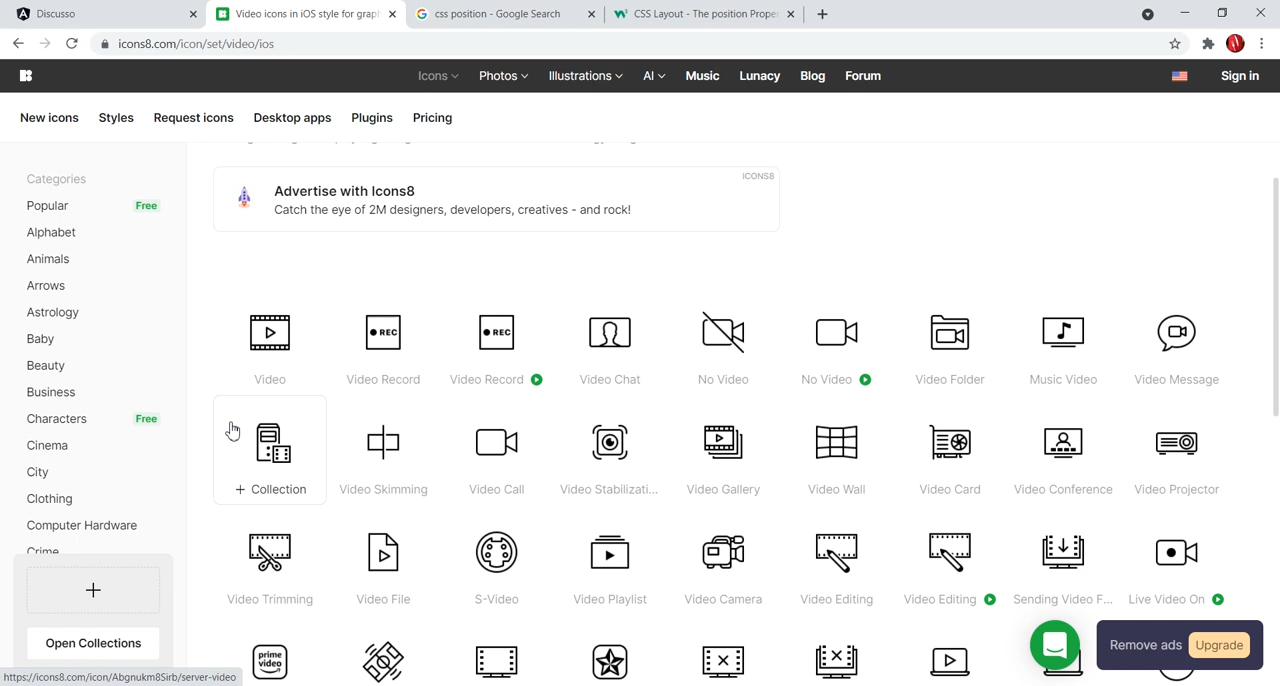 Discusso
Video icons in iOS style for grap
css position - Google Search
CSS Layout - The position Prope
icons8.com/icon/set/video/ios
Icons Photos Illustrations AI Music Lunacy Blog Forum
Sign in
New icons Styles Request icons Desktop apps Plugins Pricing
Categories
Popular Free
Alphabet
Animals
Arrows
Astrology
Baby
Beauty
Business
Characters Free
Cinema
City
Clothing
Computer Hardware
Crime
+
Open Collections
ICONS8
Advertise with Icons8
Catch the eye of 2M designers, developers, creatives - and rock!
REC REC
Video Video Record Video Record Video Chat No Video No Video Video Folder Music Video Video Message
+ Collection Video Skimming Video Call Video Stabilizati... Video Gallery Video Wall Video Card Video Conference Video Projector
Video Trimming Video File S-Video Video Playlist Video Camera Video Editing Video Editing Sending Video F... Live Video On
prime
video
Remove ads Upgrade
https://icons8.com/icon/Abgnukm8Sirb/server-video